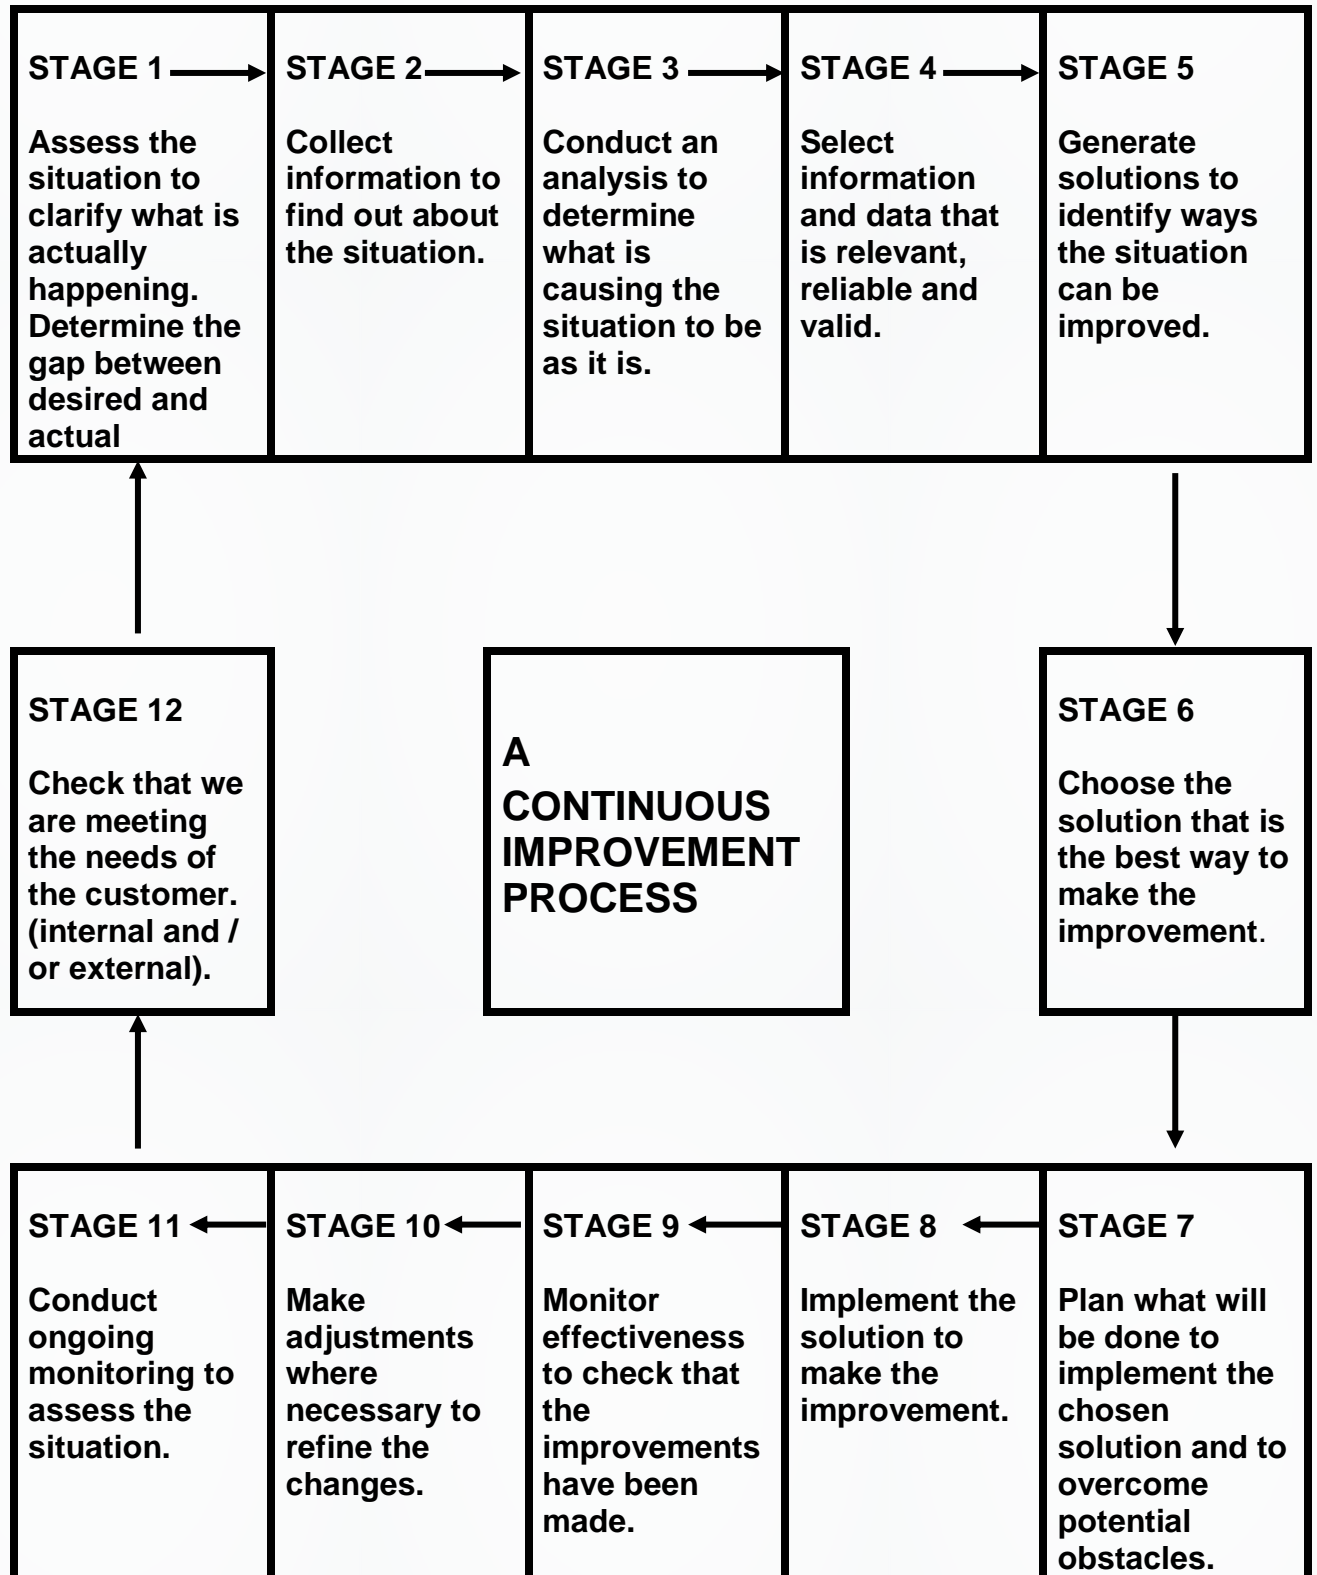 STAGE 1
Assess the
situation to
clarify what is
actually
happening.
Determine the
gap between
desired and
actual
STAGE 2
Collect
information to
find out about
the situation.
STAGE 3
Conduct an
analysis to
determine
what is
causing the
situation to be
as it is.
STAGE 4
Select
information
and data that
is relevant,
reliable and
valid.
STAGE 5
Generate
solutions to
identify ways
the situation
can be
improved.
STAGE 12
Check that we
are meeting
the needs of
the customer.
(internal and /
or external).
A
CONTINUOUS
IMPROVEMENT
PROCESS
STAGE 6
Choose the
solution that is
the best way to
make the
improvement.
STAGE 11
Conduct
ongoing
monitoring to
assess the
situation.
STAGE 10
Make
adjustments
where
necessary to
refine the
changes.
STAGE 9
Monitor
effectiveness
to check that
the
improvements
have been
made.
STAGE 8
Implement the
solution to
make the
improvement.
STAGE 7
Plan what will
be done to
implement the
chosen
solution and to
overcome
potential
obstacles.